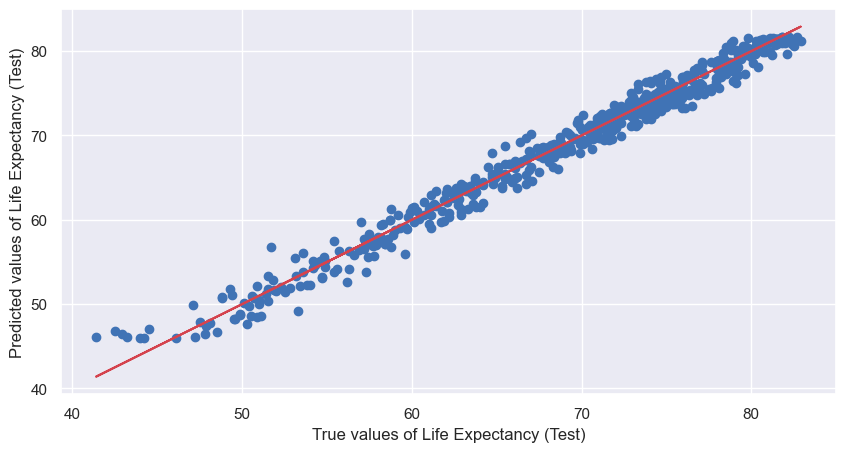 Predicted values of Life Expectancy (Test)
80
70
60
50
40
40 50 60 70 80
True values of Life Expectancy (Test)